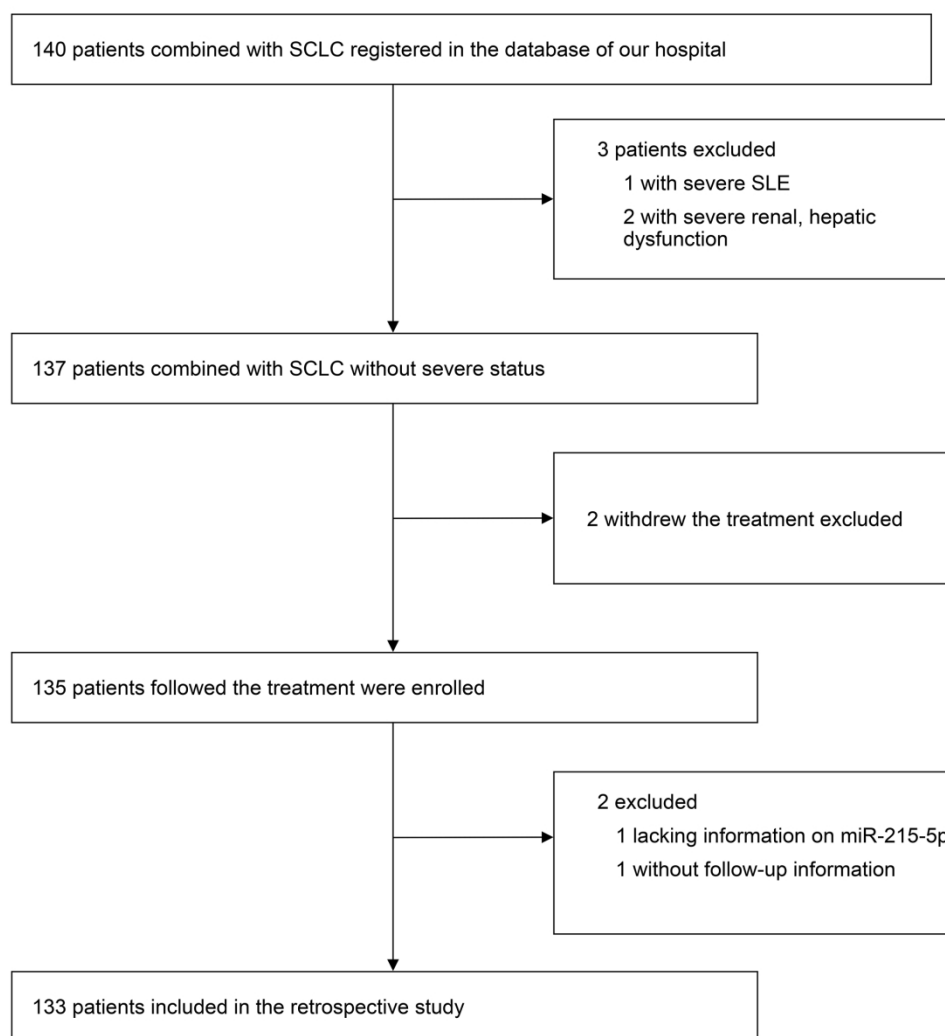 140 patients combined with SCLC registered in the database of our hospital
3 patients excluded
1 with severe SLE
2 with severe renal, hepatic
dysfunction
137 patients combined with SCLC without severe status
2 withdrew the treatment excluded
135 patients followed the treatment were enrolled
2 excluded
1 lacking information on miR-215-5p
1 without follow-up information
133 patients included in the retrospective study